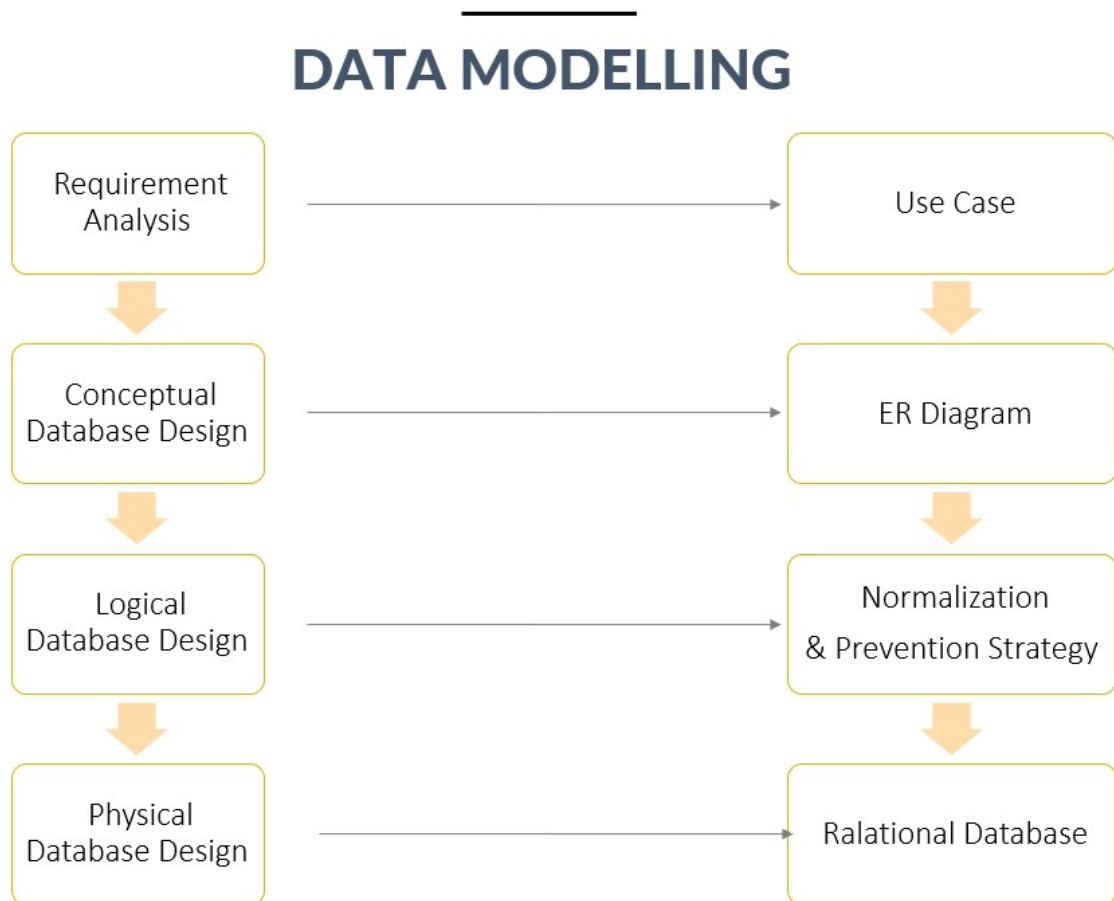 DATA MODELLING
Requirement
Analysis
Use Case
Conceptual
Database Design
ER Diagram
Logical
Database Design
Normalization
& Prevention Strategy
Physical
Database Design
Ralational Database